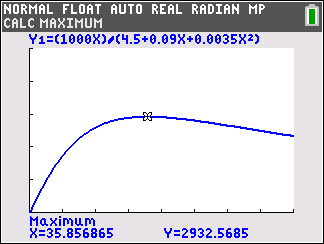 NORMAL FLOAT AUTO REAL RADIAN MP
CALC MAXIMUM
Y1=(1000X)/(4.5+0.09X+0.0035X²)
Maximum
X=35.856865 Y=2932.5685